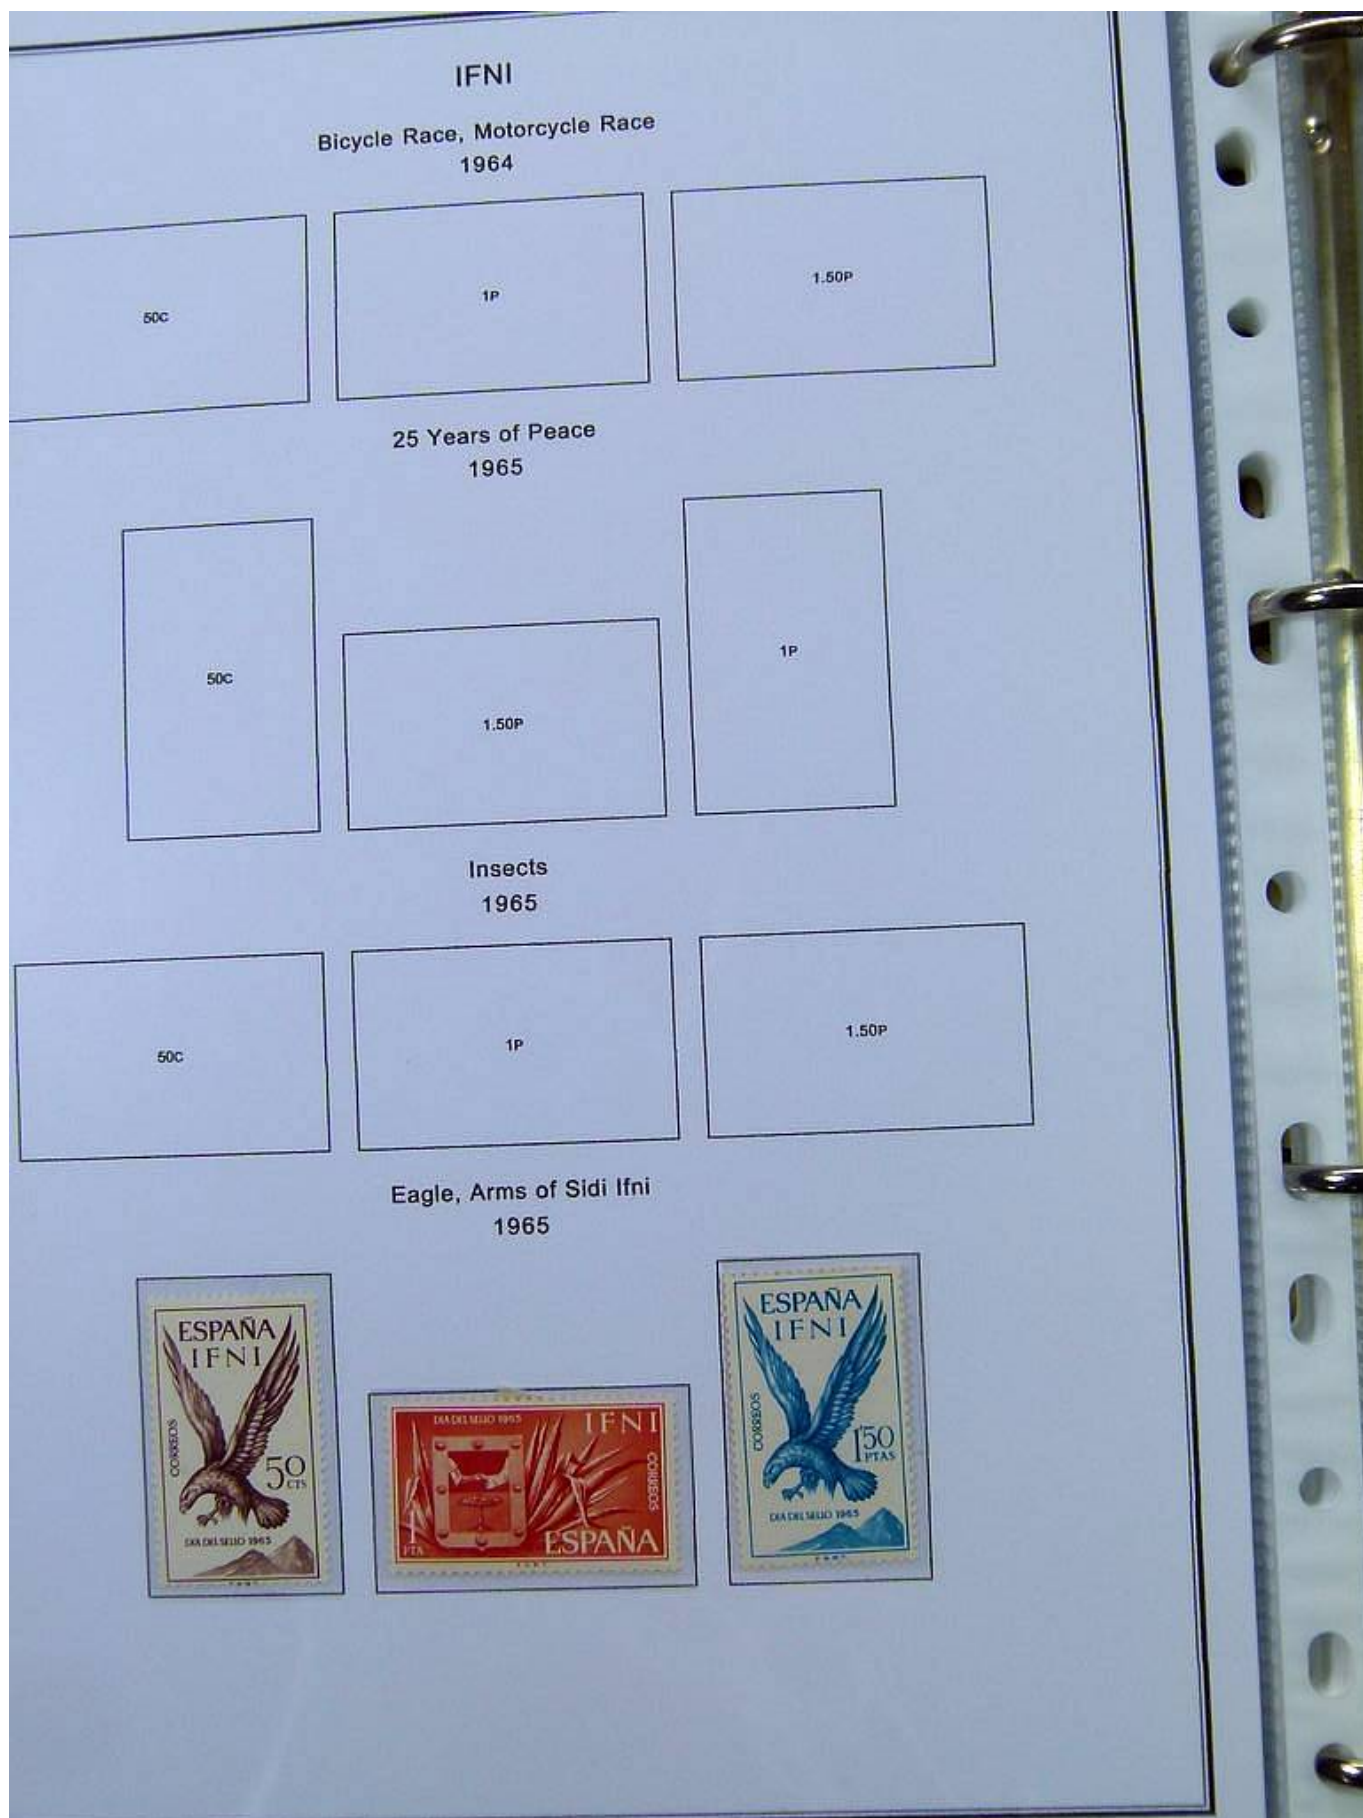 IFNI
Bicycle Race, Motorcycle Race
1964
50C
1P
1.50P
25 Years of Peace
1965
50C
1.50P
1P
Insects
1965
50C
1P
1.50P
Eagle, Arms of Sidi Ifni
1965
ESPAÑA
IFNI
CORREOS
50
CTS
DIA DEL SELLO 1965
DIA DEL SELLO 1965
IFNI
CORREOS
1
PTA
ESPAÑA
ESPAÑA
IFNI
CORREOS
1'50
PTAS
DIA DEL SELLO 1965